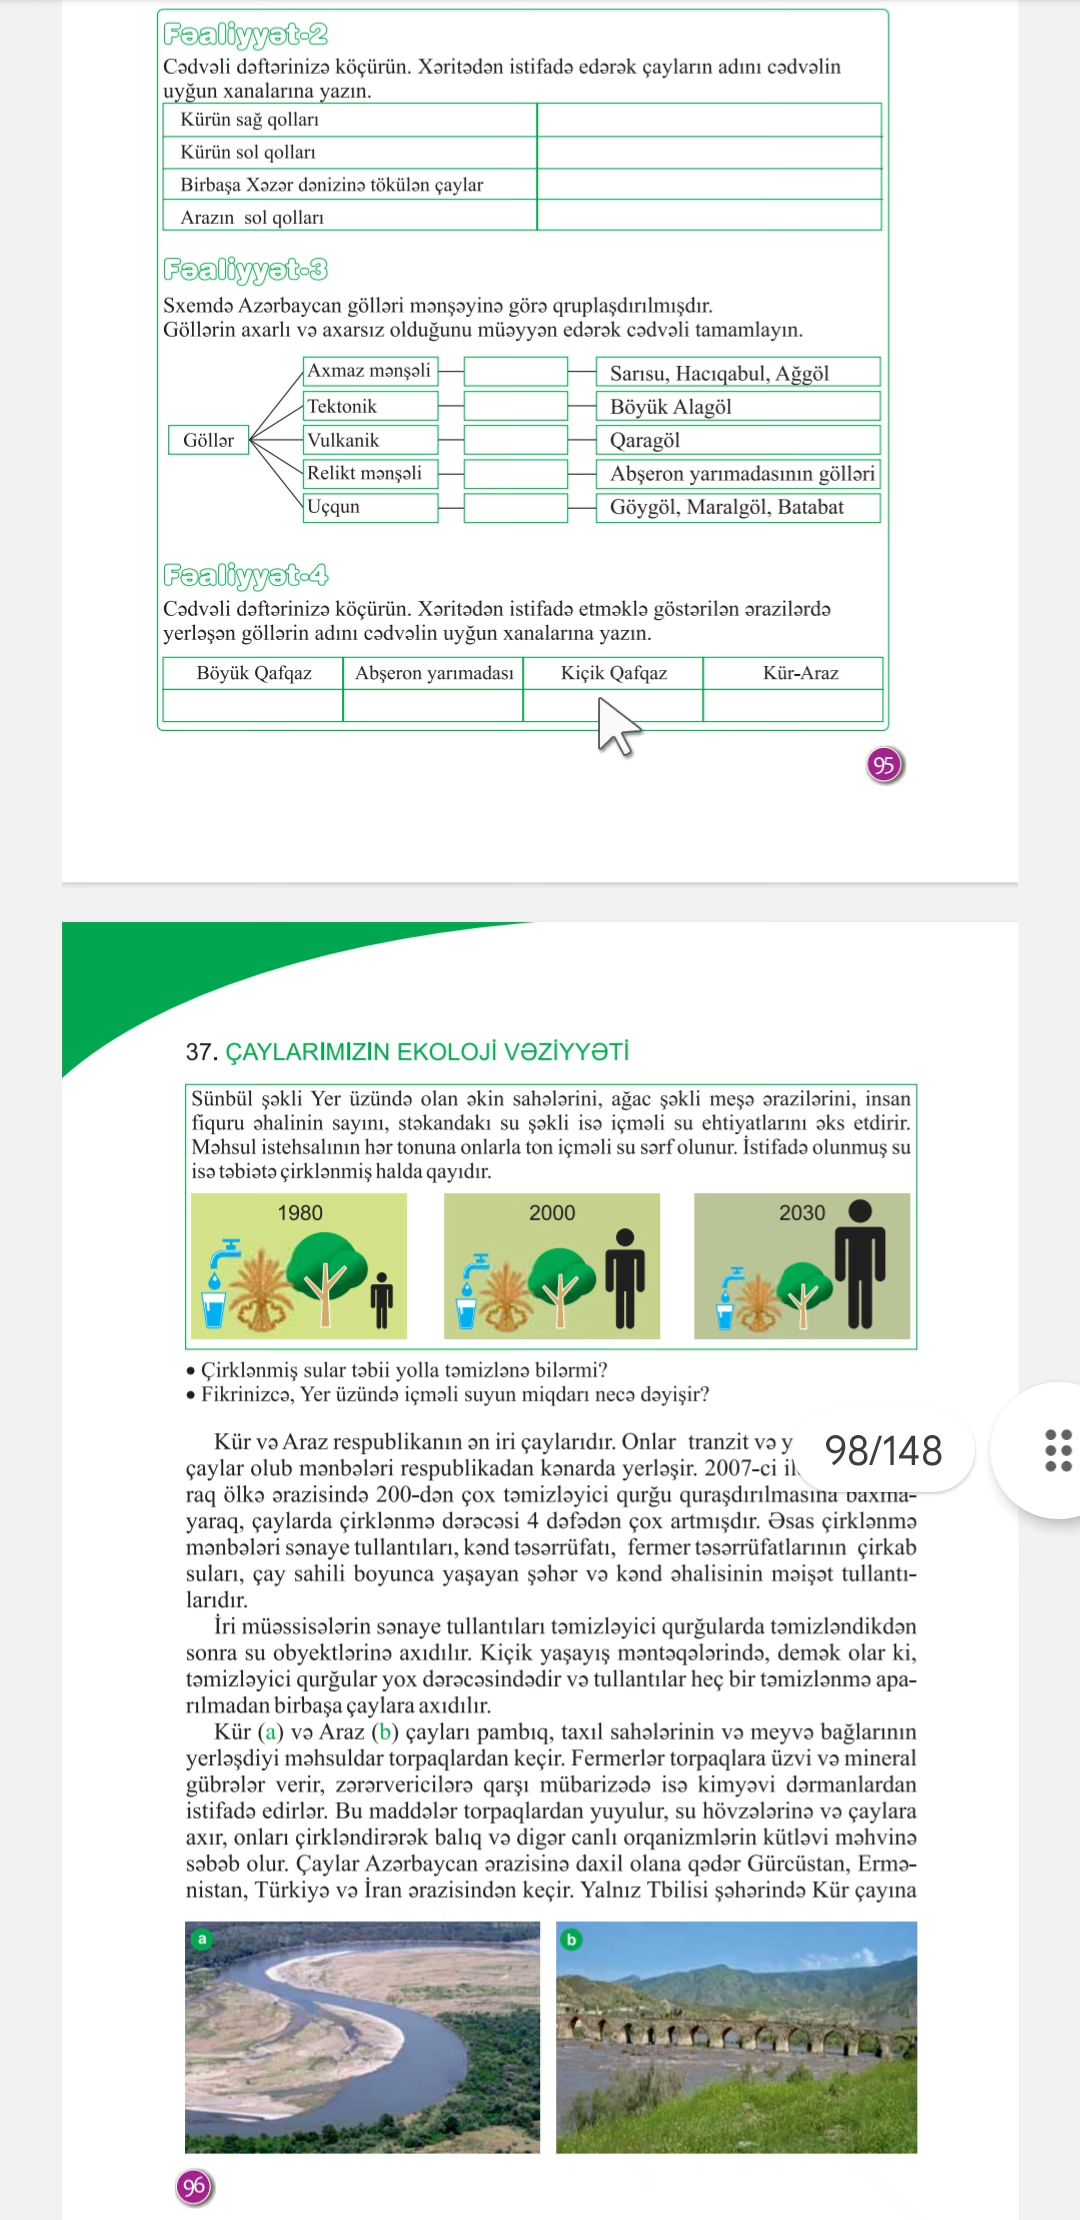 Fəaliyyət-2
Cədvəli dəftərinizə köçürün. Xəritədən istifadə edərək çayların adını cədvəlin
uyğun xanalarına yazın.
Kürün sağ qolları
Kürün sol qolları
Birbaşa Xəzər dənizinə tökülən çaylar
Arazın sol qolları
Fəaliyyət-3
Sxemdə Azərbaycan gölləri mənşəyinə görə qruplaşdırılmışdır.
Göllərin axarlı və axarsız olduğunu müəyyən edərək cədvəli tamamlayın.
Göllər
Axmaz mənşəli
Sarısu, Hacıqabul, Ağgöl
Tektonik
Böyük Alagöl
Vulkanik
Qaragöl
Relikt mənşəli
Abşeron yarımadasının gölləri
Uçqun
Göygöl, Maralgöl, Batabat
Fəaliyyət-4
Cədvəli dəftərinizə köçürün. Xəritədən istifadə etməklə göstərilən ərazilərdə
yerləşən göllərin adını cədvəlin uyğun xanalarına yazın.
Böyük Qafqaz Abşeron yarımadası Kiçik Qafqaz Kür-Araz
95
37. ÇAYLARIMIZIN EKOLOJİ VƏZİYYƏTİ
Sünbül şəkli Yer üzündə olan əkin sahələrini, ağac şəkli meşə ərazilərini, insan
fiquru əhalinin sayını, stəkandakı su şəkli isə içməli su ehtiyatlarını əks etdirir.
Məhsul istehsalının hər tonuna onlarla ton içməli su sərf olunur. İstifadə olunmuş su
isə təbiətə çirklənmiş halda qayıdır.
1980 2000 2030
• Çirklənmiş sular təbii yolla təmizlənə bilərmi?
• Fikrinizcə, Yer üzündə içməli suyun miqdarı necə dəyişir?
Kür və Araz respublikanın ən iri çaylarıdır. Onlar tranzit və
98/148
çaylar olub mənbələri respublikadan kənarda yerləşir. 2007-ci
raq ölkə ərazisində 200-dən çox təmizləyici qurğu quraşdırılmasına baxma-
yaraq, çaylarda çirklənmə dərəcəsi 4 dəfədən çox artmışdır. Əsas çirklənmə
mənbələri sənaye tullantıları, kənd təsərrüfatı, fermer təsərrüfatlarının çirkab
suları, çay sahili boyunca yaşayan şəhər və kənd əhalisinin məişət tullantı-
larıdır.
İri müəssisələrin sənaye tullantıları təmizləyici qurğularda təmizləndikdən
sonra su obyektlərinə axıdılır. Kiçik yaşayış məntəqələrində, demək olar ki,
təmizləyici qurğular yox dərəcəsindədir və tullantılar heç bir təmizlənmə apa-
rılmadan birbaşa çaylara axıdılır.
Kür (a) və Araz (b) çayları pambıq, taxıl sahələrinin və meyvə bağlarının
yerləşdiyi məhsuldar torpaqlardan keçir. Fermerlər torpaqlara üzvi və mineral
gübrələr verir, zərərvericilərə qarşı mübarizədə isə kimyəvi dərmanlardan
istifadə edirlər. Bu maddələr torpaqlardan yuyulur, su hövzələrinə və çaylara
axır, onları çirkləndirərək balıq və digər canlı orqanizmlərin kütləvi məhvinə
səbəb olur. Çaylar Azərbaycan ərazisinə daxil olana qədər Gürcüstan, Ermə-
nistan, Türkiyə və İran ərazisindən keçir. Yalnız Tbilisi şəhərində Kür çayına
a b
96